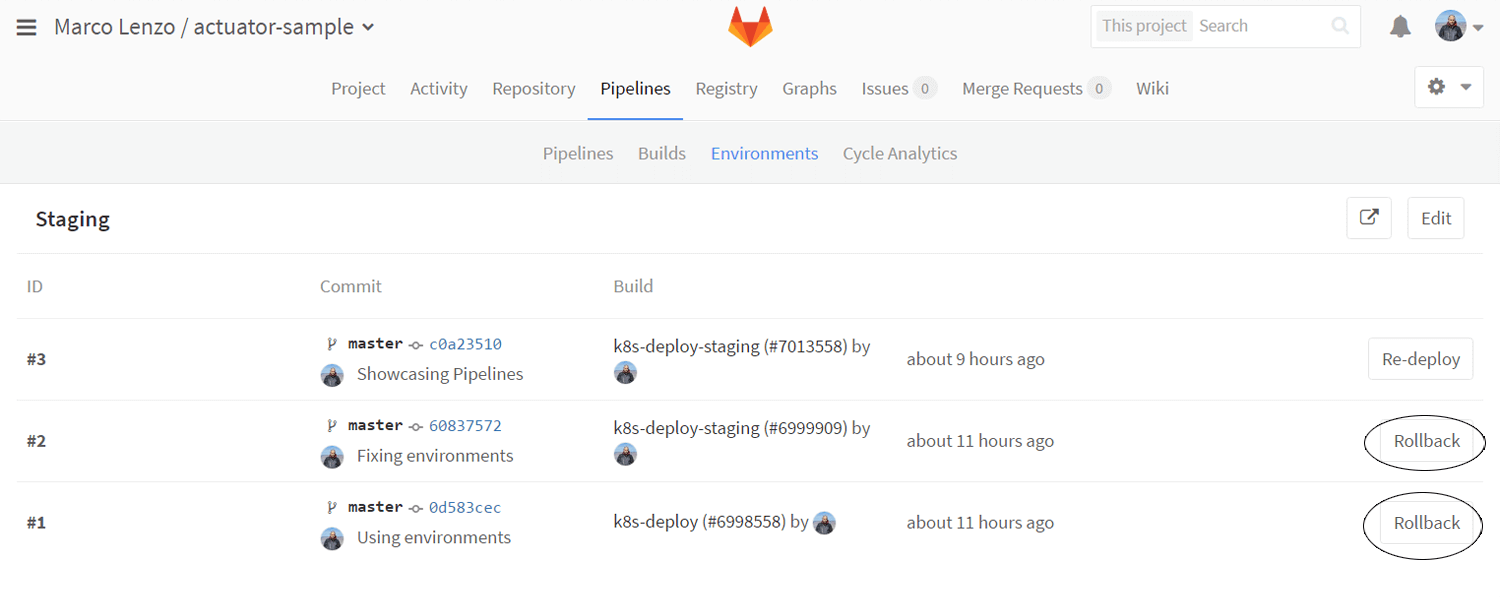 Marco Lenzo / actuator-sample
This project Search
Project Activity Repository Pipelines Registry Graphs Issues 0 Merge Requests 0 Wiki
Pipelines Builds Environments Cycle Analytics
Staging
Edit
ID Commit Build
#3 master c0a23510 k8s-deploy-staging (#7013558) by about 9 hours ago Re-deploy
Showcasing Pipelines
#2 master 60837572 k8s-deploy-staging (#6999909) by about 11 hours ago Rollback
Fixing environments
#1 master 0d583cec k8s-deploy (#6998558) by about 11 hours ago Rollback
Using environments